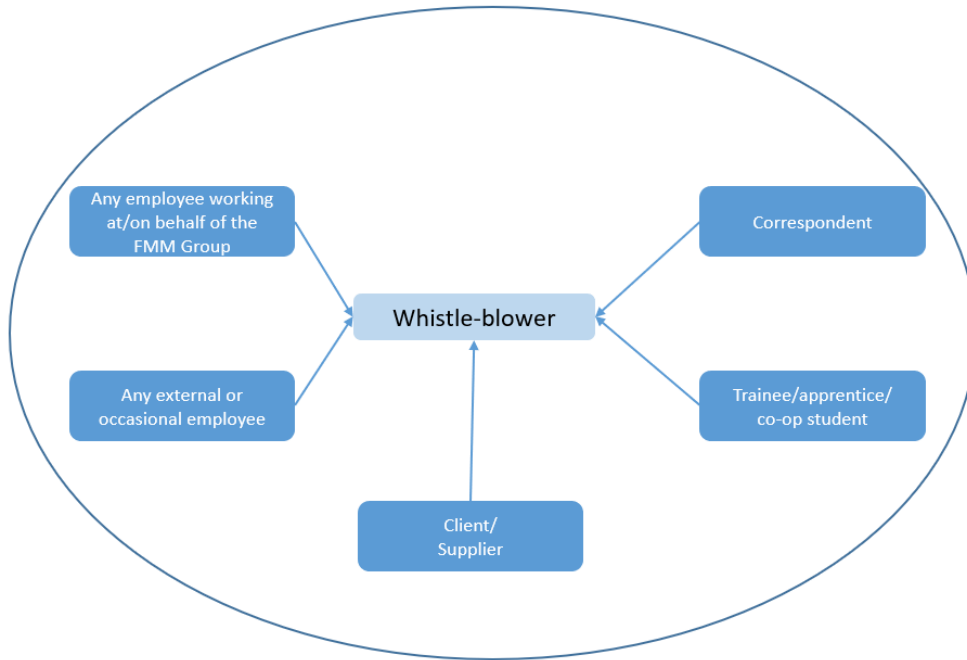 Any employee working
at/on behalf of the
FMM Group
Correspondent
Whistle-blower
Any external or
occasional employee
Trainee/apprentice/
co-op student
Client/
Supplier